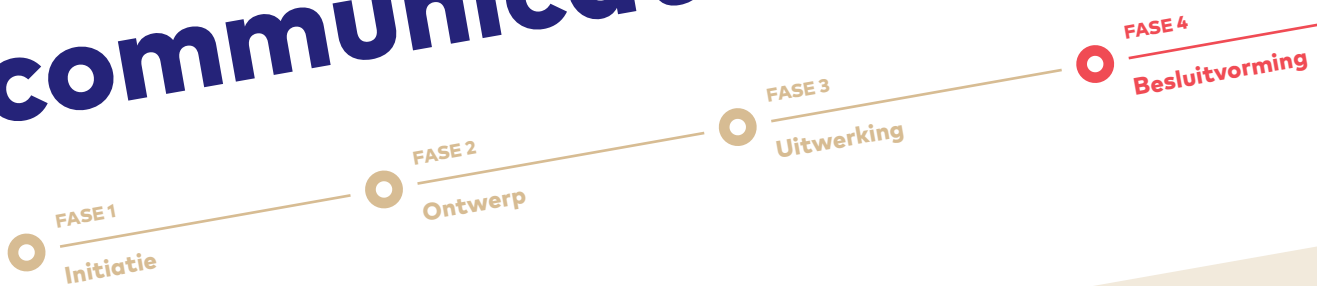 FASE 1
Initiatie
FASE 2
Ontwerp
FASE 3
Uitwerking
FASE 4
Besluitvorming